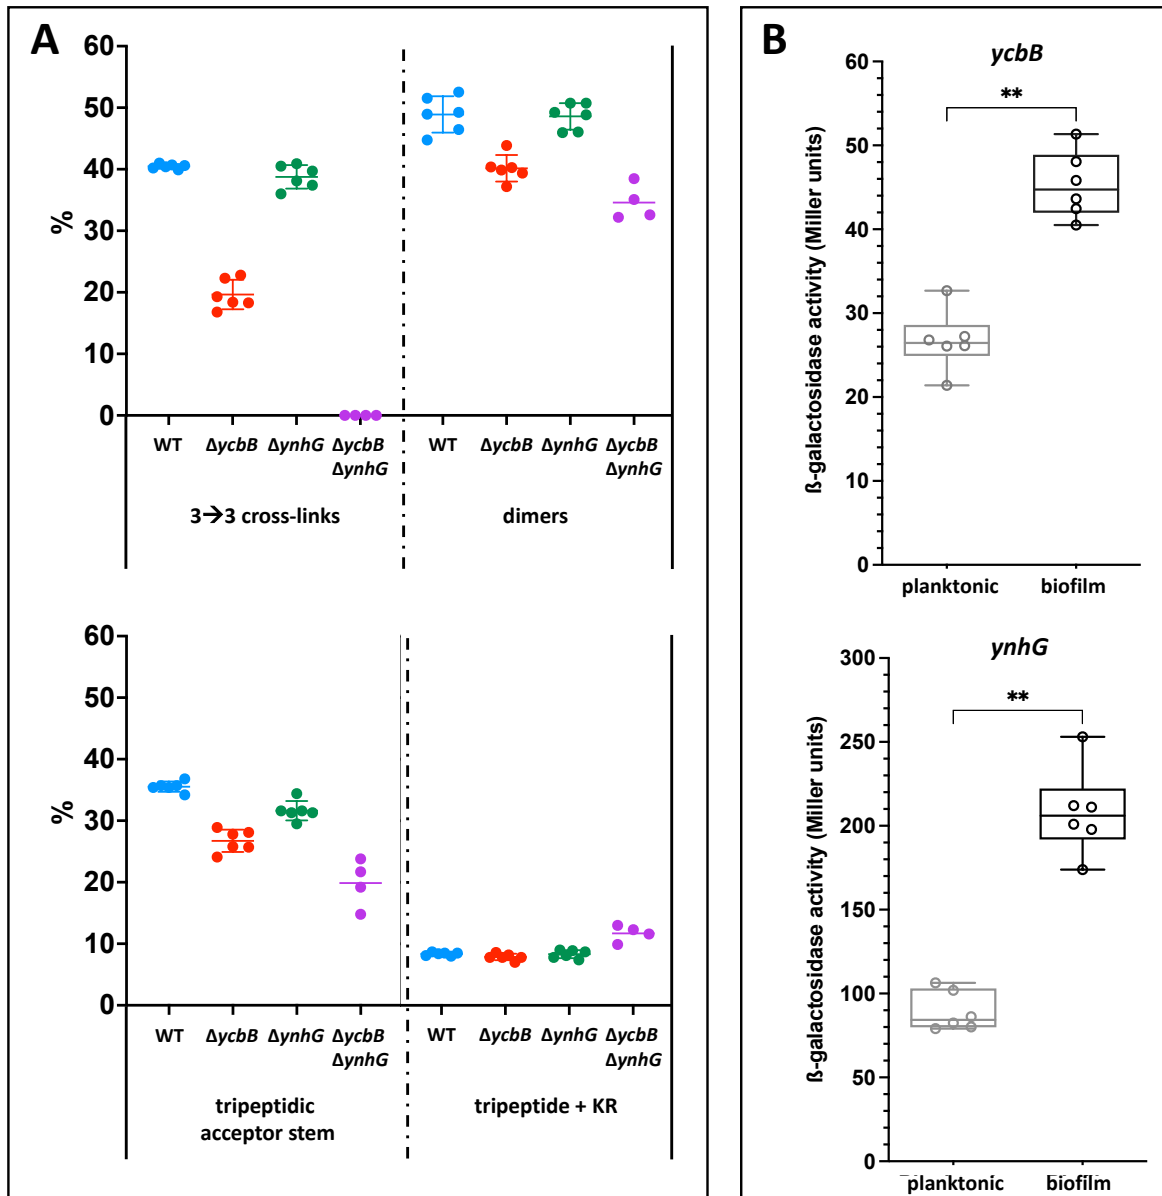 A
60
50
40
30
20
10
0
%
WT ΔycbB ΔynhG ΔycbB
ΔynhG
WT ΔycbB ΔynhG ΔycbB
ΔynhG
3→3 cross-links
dimers
60
50
40
30
20
10
0
%
WT ΔycbB ΔynhG ΔycbB
ΔynhG
WT ΔycbB ΔynhG ΔycbB
ΔynhG
tripeptidic
acceptor stem
tripeptide + KR
B
ycbB
**
60
50
40
30
20
10
0
ß-galactosidase activity (Miller units)
planktonic biofilm
ynhG
**
300
250
200
150
100
50
0
ß-galactosidase activity (Miller units)
planktonic biofilm